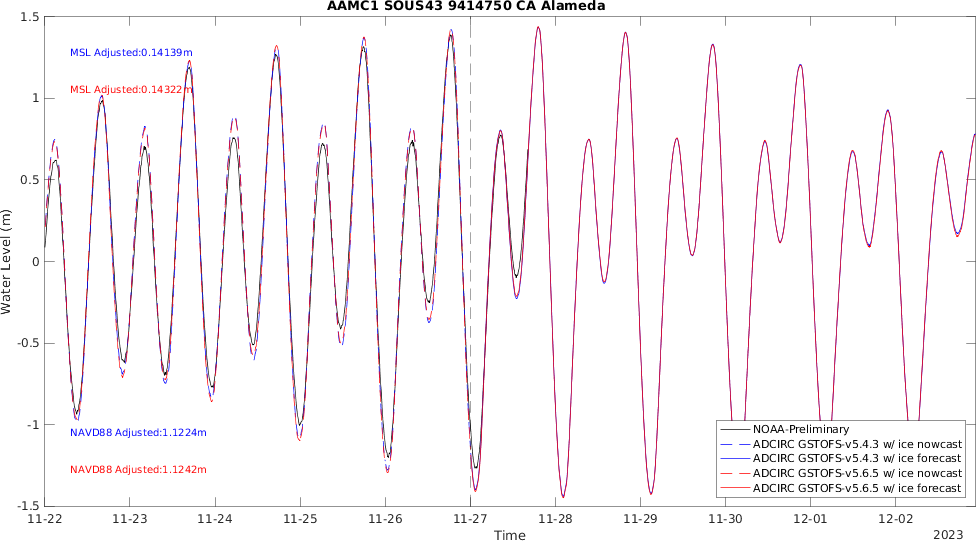 AAMC1 SOUS43 9414750 CA Alameda
MSL Adjusted:0.14139m
MSL Adjusted:0.14322m
NAVD88 Adjusted:1.1224m
NAVD88 Adjusted:1.1242m
Water Level (m)
1.5
1
0.5
0
-0.5
-1
-1.5
NOAA-Preliminary
ADCIRC GSTOFS-v5.4.3 w/ ice nowcast
ADCIRC GSTOFS-v5.4.3 w/ ice forecast
ADCIRC GSTOFS-v5.6.5 w/ ice nowcast
ADCIRC GSTOFS-v5.6.5 w/ ice forecast
11-22 11-23 11-24 11-25 11-26 11-27 11-28 11-29 11-30 12-01 12-02
Time
2023